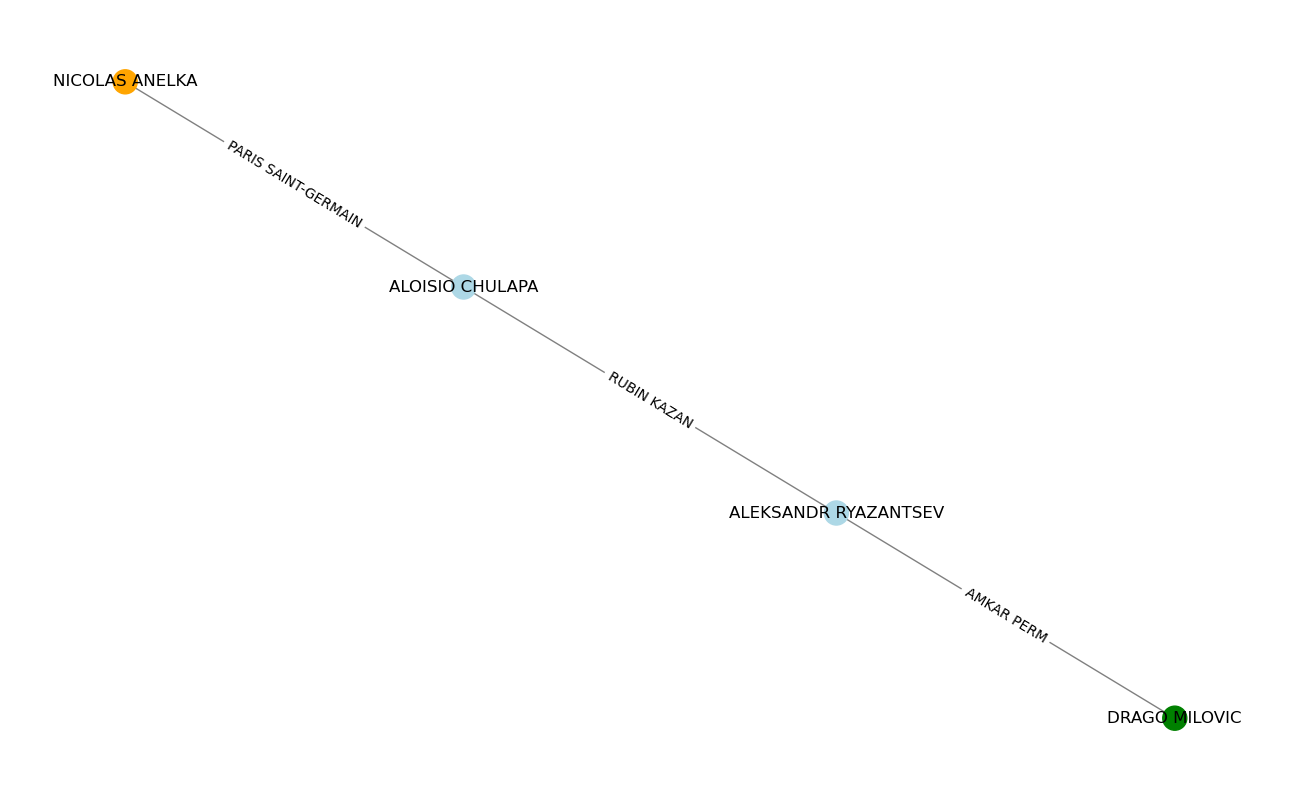 NICOLAS ANELKA
PARIS SAINT-GERMAIN
ALOISIO CHULAPA
RUBIN KAZAN
ALEKSANDR RYAZANTSEV
AMKAR PERM
DRAGO MILOVIC